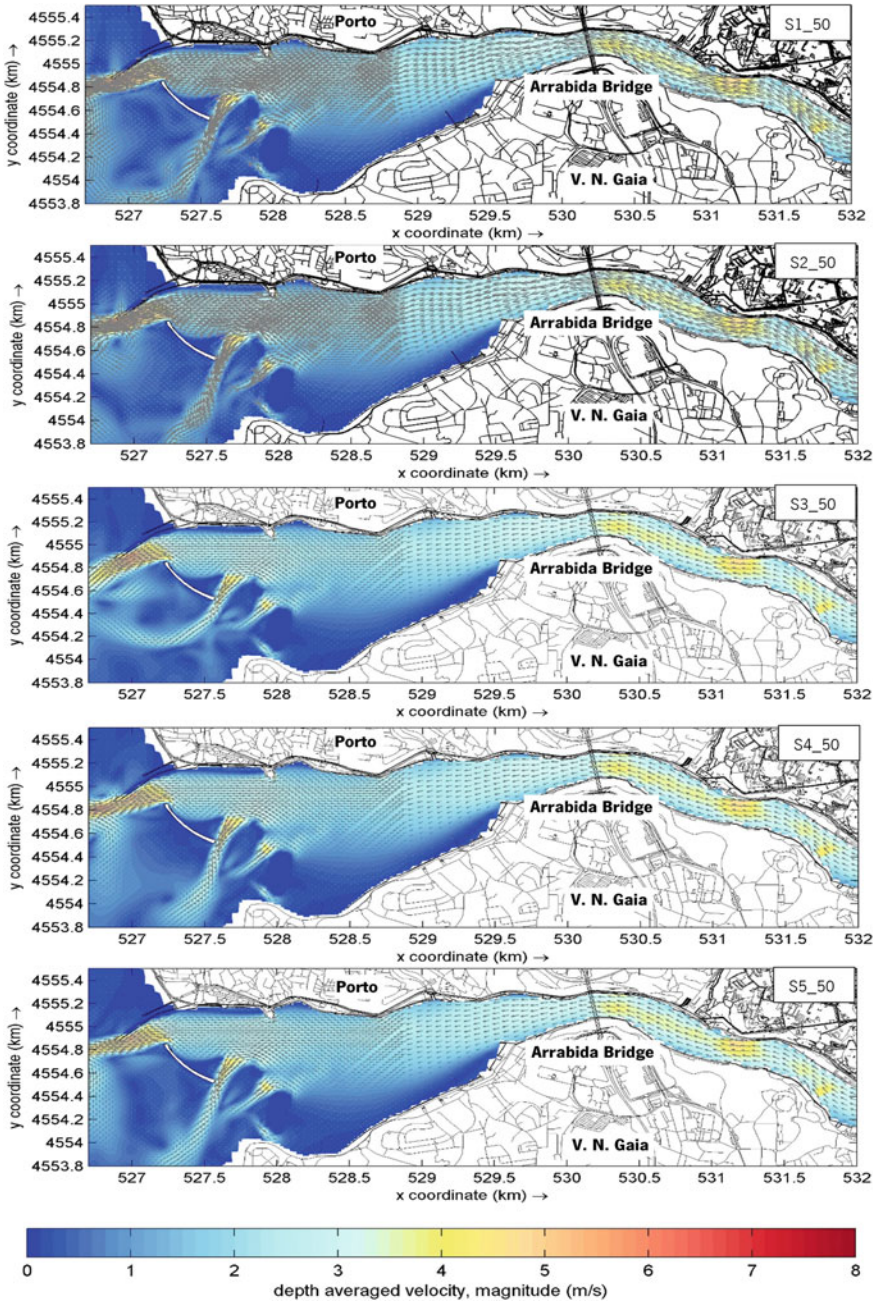 4555.4
4555.2
4555
4554.8
4554.6
4554.4
4554.2
4554
4553.8
y coordinate (km) →
Porto
S1_50
Arrabida Bridge
V. N. Gaia
527 527.5 528 528.5 529 529.5 530 530.5 531 531.5 532
x coordinate (km) →
4555.4
4555.2
4555
4554.8
4554.6
4554.4
4554.2
4554
4553.8
y coordinate (km) →
Porto
S2_50
Arrabida Bridge
V. N. Gaia
527 527.5 528 528.5 529 529.5 530 530.5 531 531.5 532
x coordinate (km) →
4555.4
4555.2
4555
4554.8
4554.6
4554.4
4554.2
4554
4553.8
y coordinate (km) →
Porto
S3_50
Arrabida Bridge
V. N. Gaia
527 527.5 528 528.5 529 529.5 530 530.5 531 531.5 532
x coordinate (km) →
4555.4
4555.2
4555
4554.8
4554.6
4554.4
4554.2
4554
4553.8
y coordinate (km) →
Porto
S4_50
Arrabida Bridge
V. N. Gaia
527 527.5 528 528.5 529 529.5 530 530.5 531 531.5 532
x coordinate (km) →
4555.4
4555.2
4555
4554.8
4554.6
4554.4
4554.2
4554
4553.8
y coordinate (km) →
Porto
S5_50
Arrabida Bridge
V. N. Gaia
527 527.5 528 528.5 529 529.5 530 530.5 531 531.5 532
x coordinate (km) →
0 1 2 3 4 5 6 7 8
depth averaged velocity, magnitude (m/s)